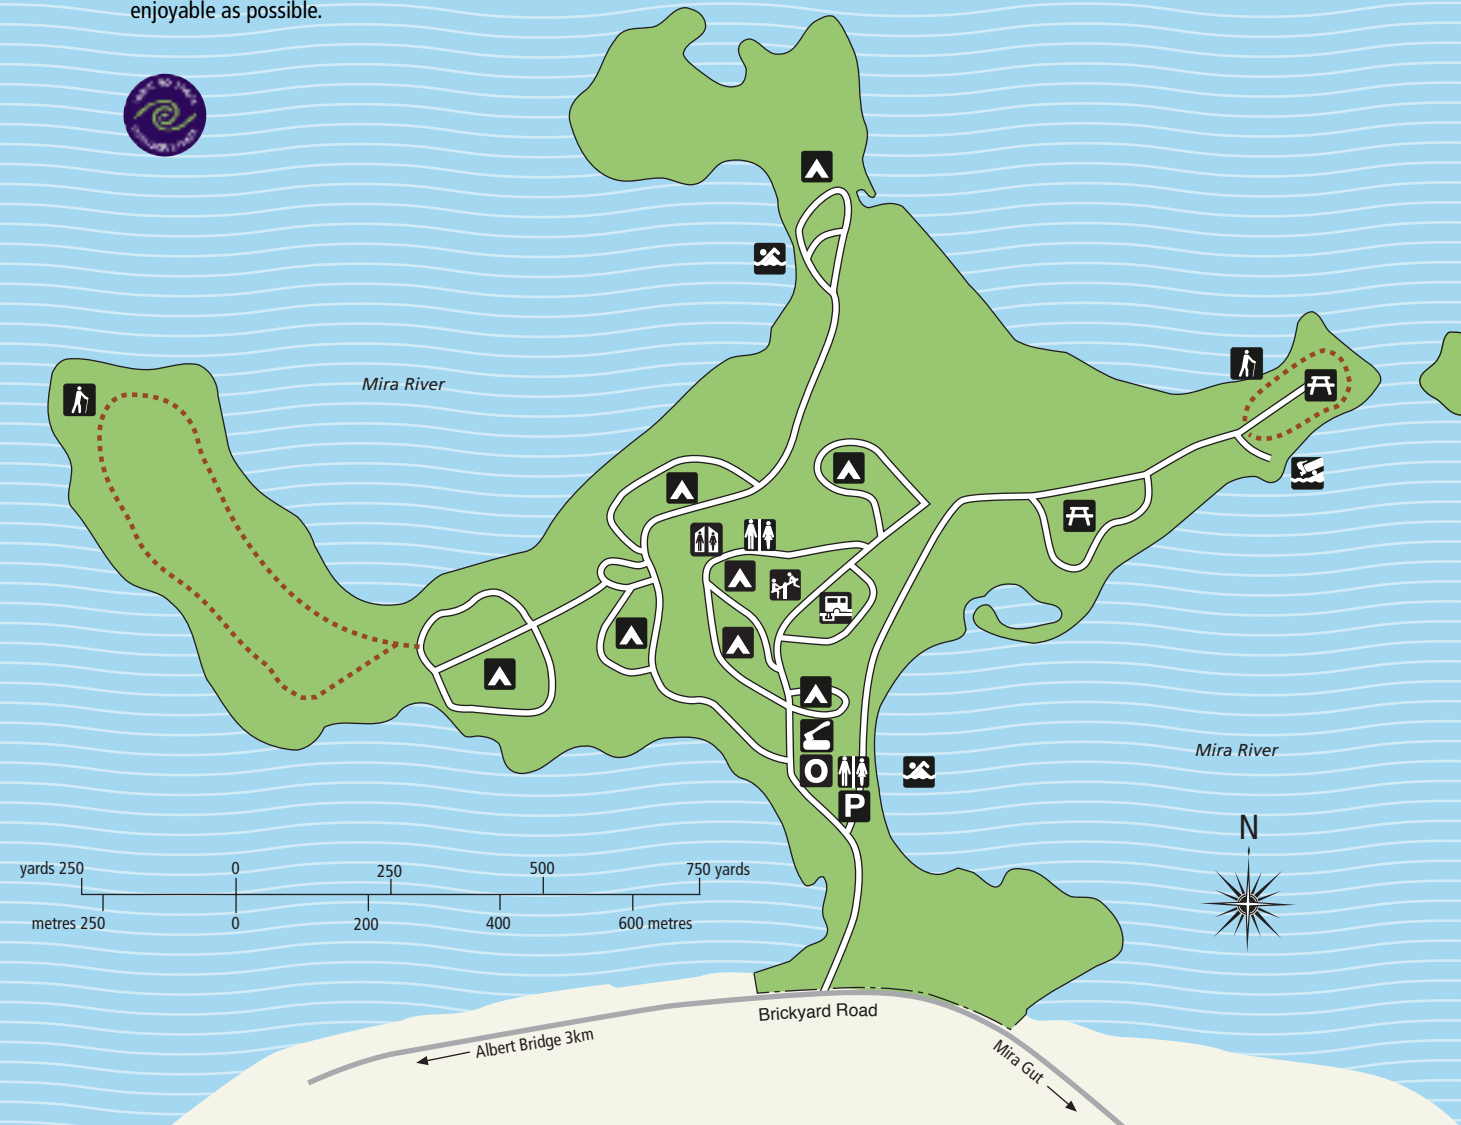 enjoyable as possible.
Mira River
Mira River
N
yards 250 0 250 500 750 yards
metres 250 0 200 400 600 metres
O
P
Brickyard Road
Albert Bridge 3km
Mira Gut